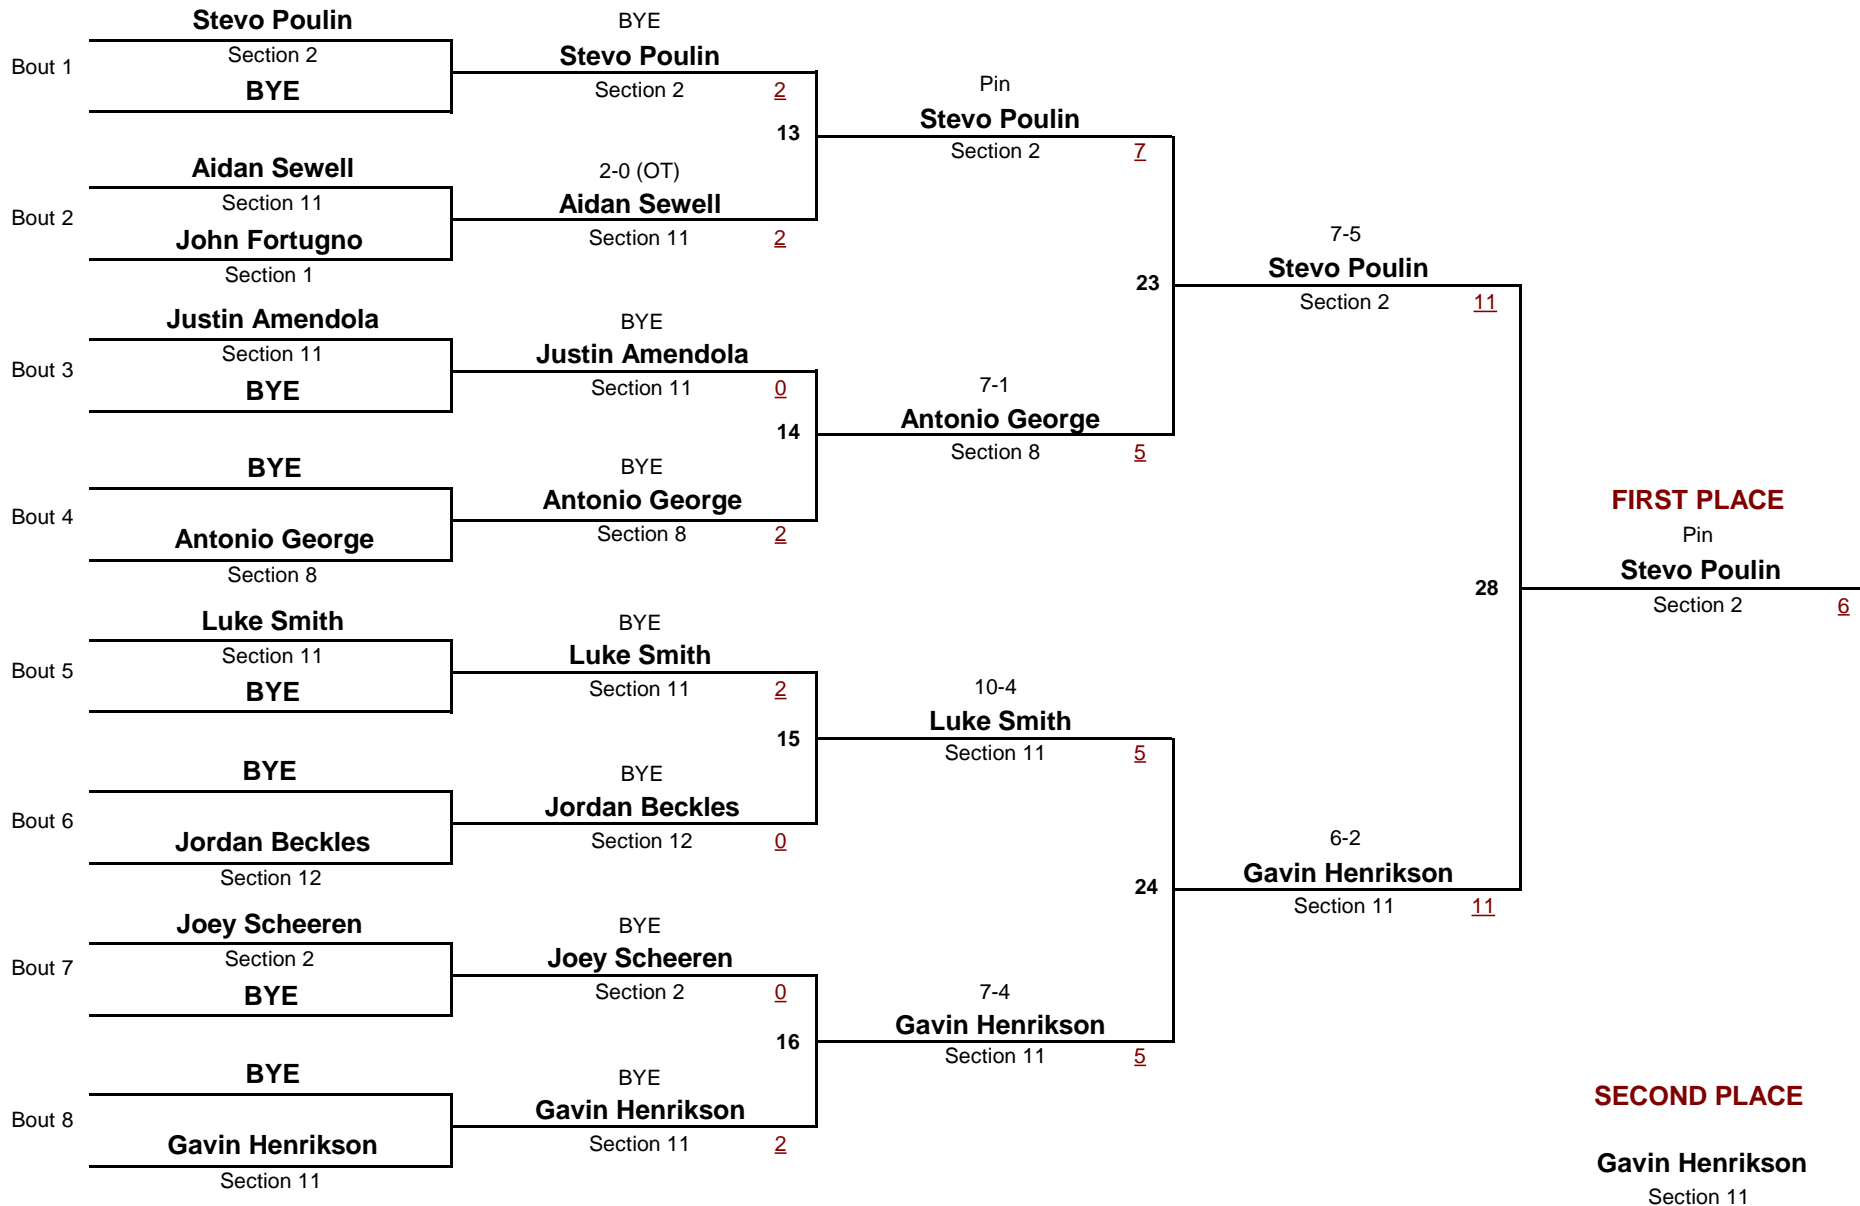 Bout 1
Stevo Poulin
Section 2
BYE
Bout 2
Aidan Sewell
Section 11
John Fortugno
Section 1
Bout 3
Justin Amendola
Section 11
BYE
Bout 4
BYE
Antonio George
Section 8
Bout 5
Luke Smith
Section 11
BYE
Bout 6
BYE
Jordan Beckles
Section 12
Bout 7
Joey Scheeren
Section 2
BYE
Bout 8
BYE
Gavin Henrikson
Section 11
BYE
Stevo Poulin
Section 2 2
13
2-0 (OT)
Aidan Sewell
Section 11 2
BYE
Justin Amendola
Section 11 0
14
BYE
Antonio George
Section 8 2
BYE
Luke Smith
Section 11 2
15
BYE
Jordan Beckles
Section 12 0
BYE
Joey Scheeren
Section 2 0
16
BYE
Gavin Henrikson
Section 11 2
Pin
Stevo Poulin
Section 2 7
23
7-1
Antonio George
Section 8 5
10-4
Luke Smith
Section 11 5
24
7-4
Gavin Henrikson
Section 11 5
7-5
Stevo Poulin
Section 2 11
28
6-2
Gavin Henrikson
Section 11 11
FIRST PLACE
Pin
Stevo Poulin
Section 2 6
SECOND PLACE
Gavin Henrikson
Section 11